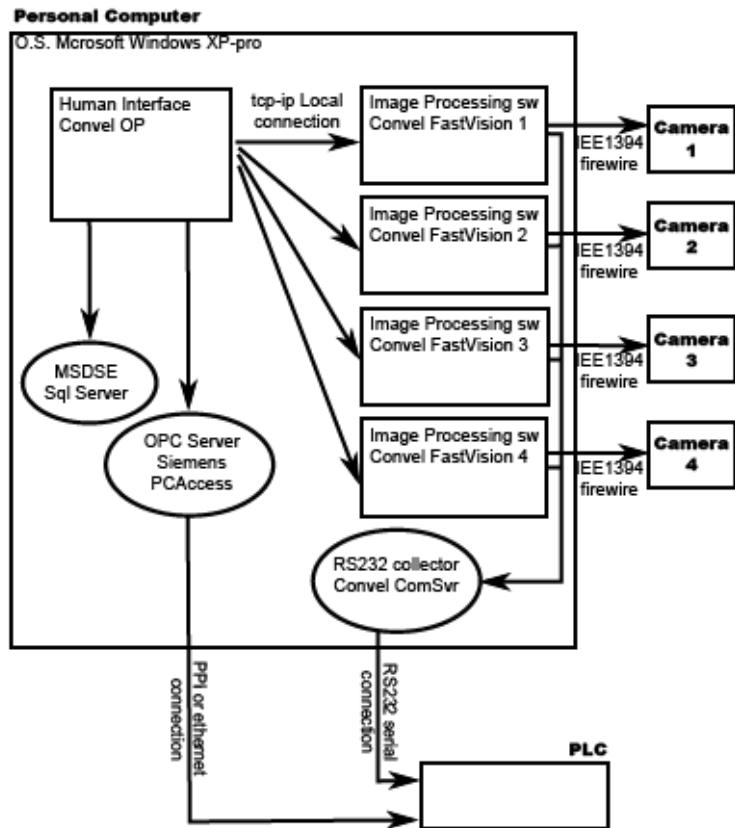 Personal Computer
O.S. Mcrosoft Windows XP-pro
Human Interface
Convel OP
tcp-ip Local
connection
Image Processing sw
Convel FastVision 1
IEE1394
firewire
Camera
1
Image Processing sw
Convel FastVision 2
IEE1394
firewire
Camera
2
Image Processing sw
Convel FastVision 3
IEE1394
firewire
Camera
3
Image Processing sw
Convel FastVision 4
IEE1394
firewire
Camera
4
MSDSE
Sql Server
OPC Server
Siemens
PCAccess
RS232 collector
Convel ComSvr
PPI or ethernet
connection
RS232 serial
connection
PLC